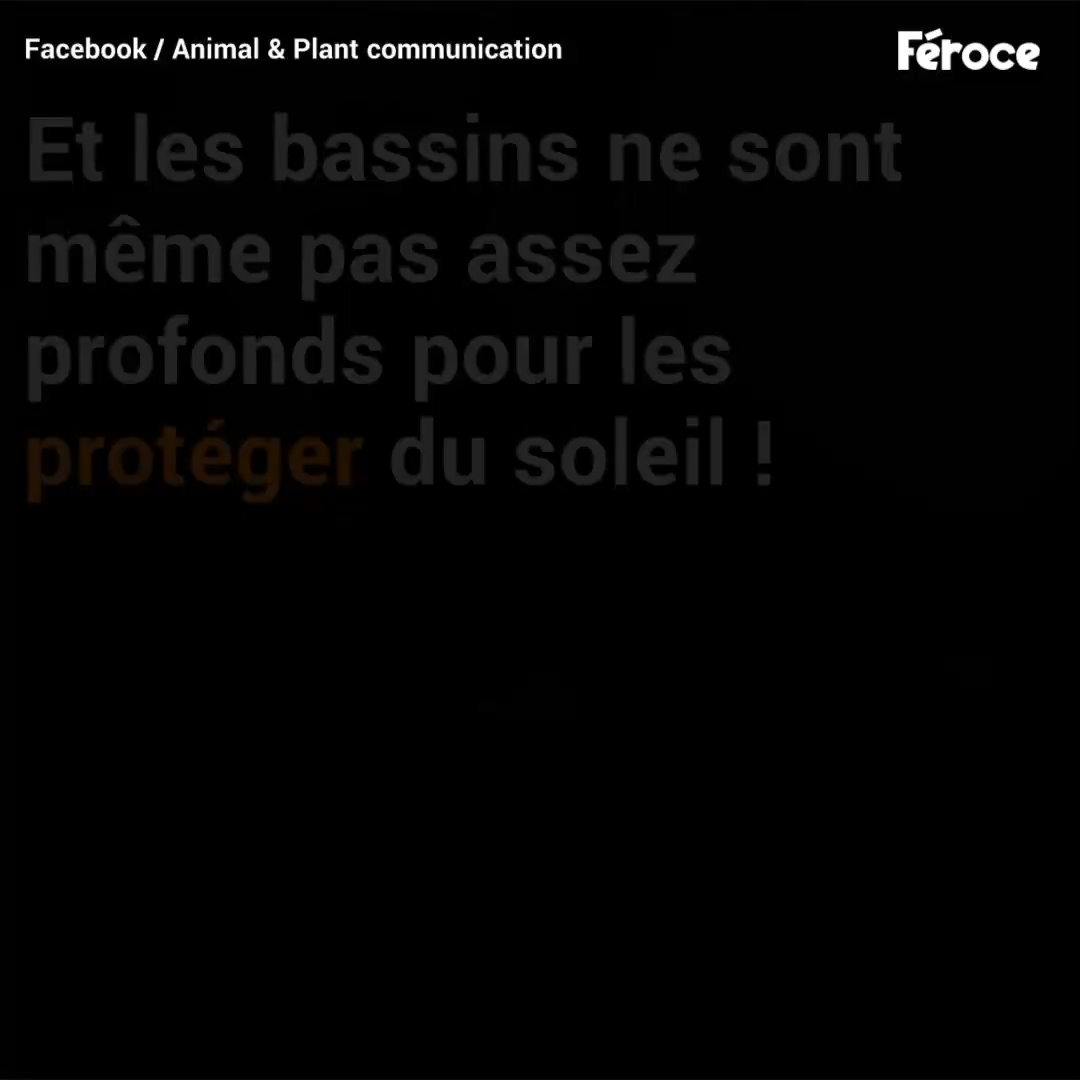 Facebook / Animal & Plant communication
Féroce
Et les bassins ne sont
même pas assez
profonds pour les
protéger du soleil !